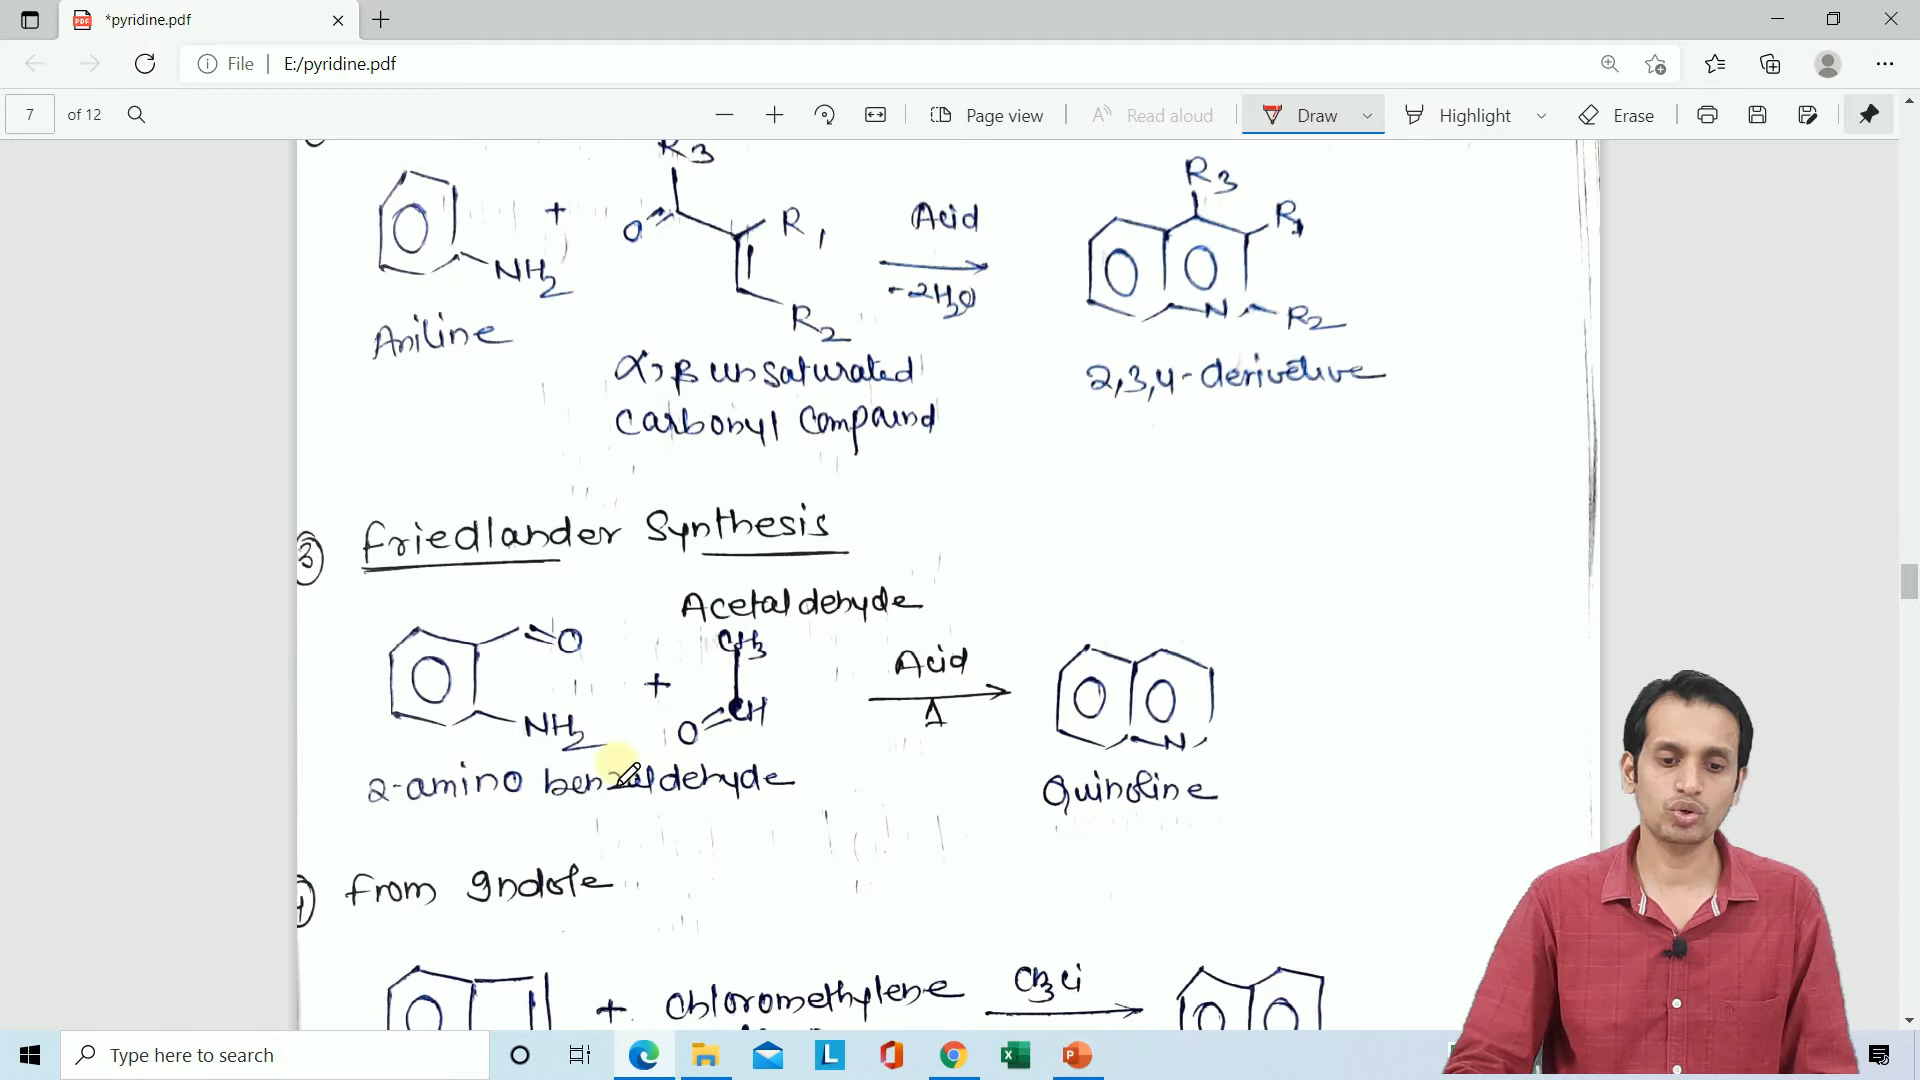 *pyridine.pdf
File
E:/pyridine.pdf
7 of 12
Page view
Read aloud
Draw
Highlight
Erase
R3
O
R1
R2
+
NH2
Aniline
Acid
-2H2O
α,β unsaturated
Carbonyl Compound
R3
R1
N
R2
2,3,4-derivetive
3 Friedlander Synthesis
Acetaldehyde
O
NH2
+
CH3
O
CH
Acid
Δ
N
2-amino benzaldehyde
Quinoline
4 From Indole
+ Chloromethylene
CH3Li
Type here to search